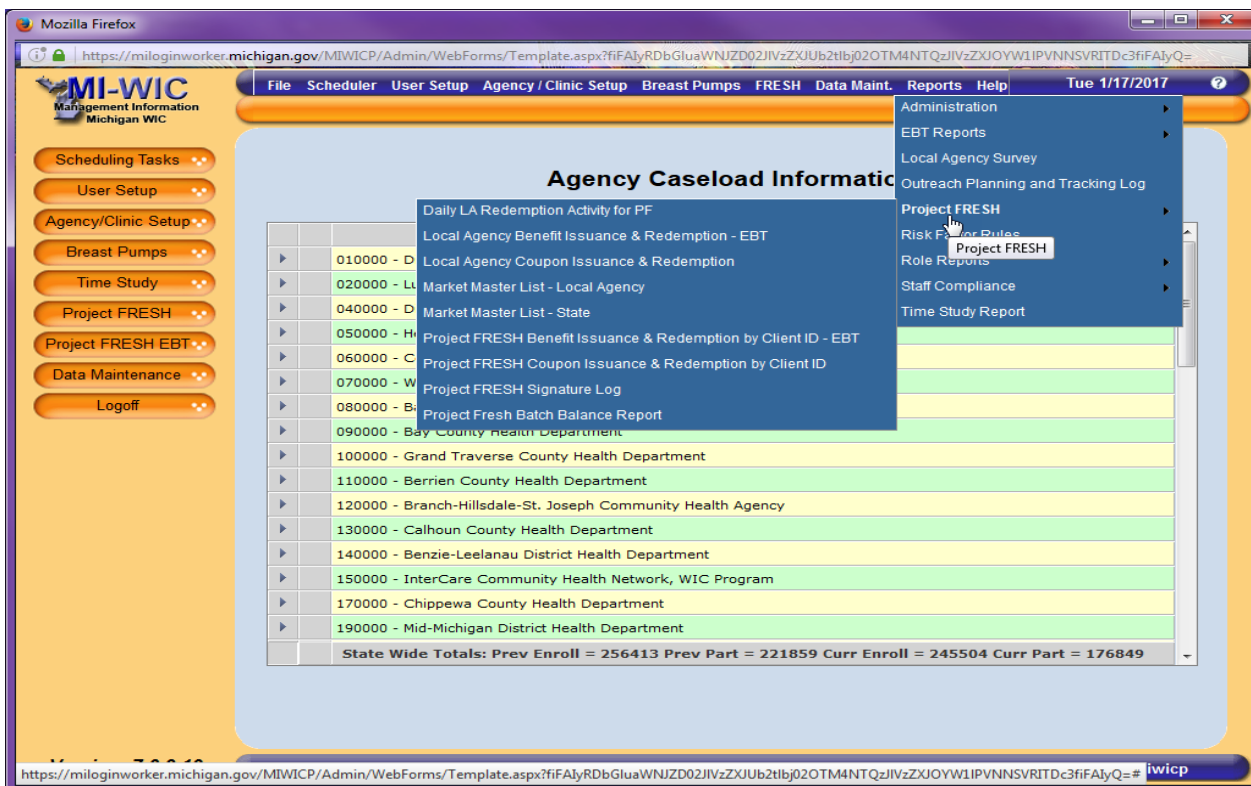 Mozilla Firefox
https://miloginworker.michigan.gov/MIWICP/Admin/WebForms/Template.aspx?fiFAIyRDbGluaWNJZD02JIVzZXJUb2tIbj02OTM4NTQzJIVzZXJOYW1lPVNNSVRITDc3fiFAIyQ=
MI-WIC
Management Information
Michigan WIC
File Scheduler User Setup Agency / Clinic Setup Breast Pumps FRESH Data Maint. Reports Help Tue 1/17/2017 ?
Scheduling Tasks
User Setup
Agency/Clinic Setup
Breast Pumps
Time Study
Project FRESH
Project FRESH EBT
Data Maintenance
Logoff
Administration
EBT Reports
Local Agency Survey
Outreach Planning and Tracking Log
Project FRESH
Risk Factor Rules
Project FRESH
Role Reports
Staff Compliance
Time Study Report
Agency Caseload Informatio
Daily LA Redemption Activity for PF
Local Agency Benefit Issuance & Redemption - EBT
Local Agency Coupon Issuance & Redemption
Market Master List - Local Agency
Market Master List - State
Project FRESH Benefit Issuance & Redemption by Client ID - EBT
Project FRESH Coupon Issuance & Redemption by Client ID
Project FRESH Signature Log
Project Fresh Batch Balance Report
010000 - D
020000 - Lu
040000 - D
050000 - He
060000 - C
070000 - W
080000 - Ba
090000 - Bay County Health Department
100000 - Grand Traverse County Health Department
110000 - Berrien County Health Department
120000 - Branch-Hillsdale-St. Joseph Community Health Agency
130000 - Calhoun County Health Department
140000 - Benzie-Leelanau District Health Department
150000 - InterCare Community Health Network, WIC Program
170000 - Chippewa County Health Department
190000 - Mid-Michigan District Health Department
State Wide Totals: Prev Enroll = 256413 Prev Part = 221859 Curr Enroll = 245504 Curr Part = 176849
https://miloginworker.michigan.gov/MIWICP/Admin/WebForms/Template.aspx?fiFAIyRDbGluaWNJZD02JIVzZXJUb2tIbj02OTM4NTQzJIVzZXJOYW1lPVNNSVRITDc3fiFAIyQ=#
iwicp